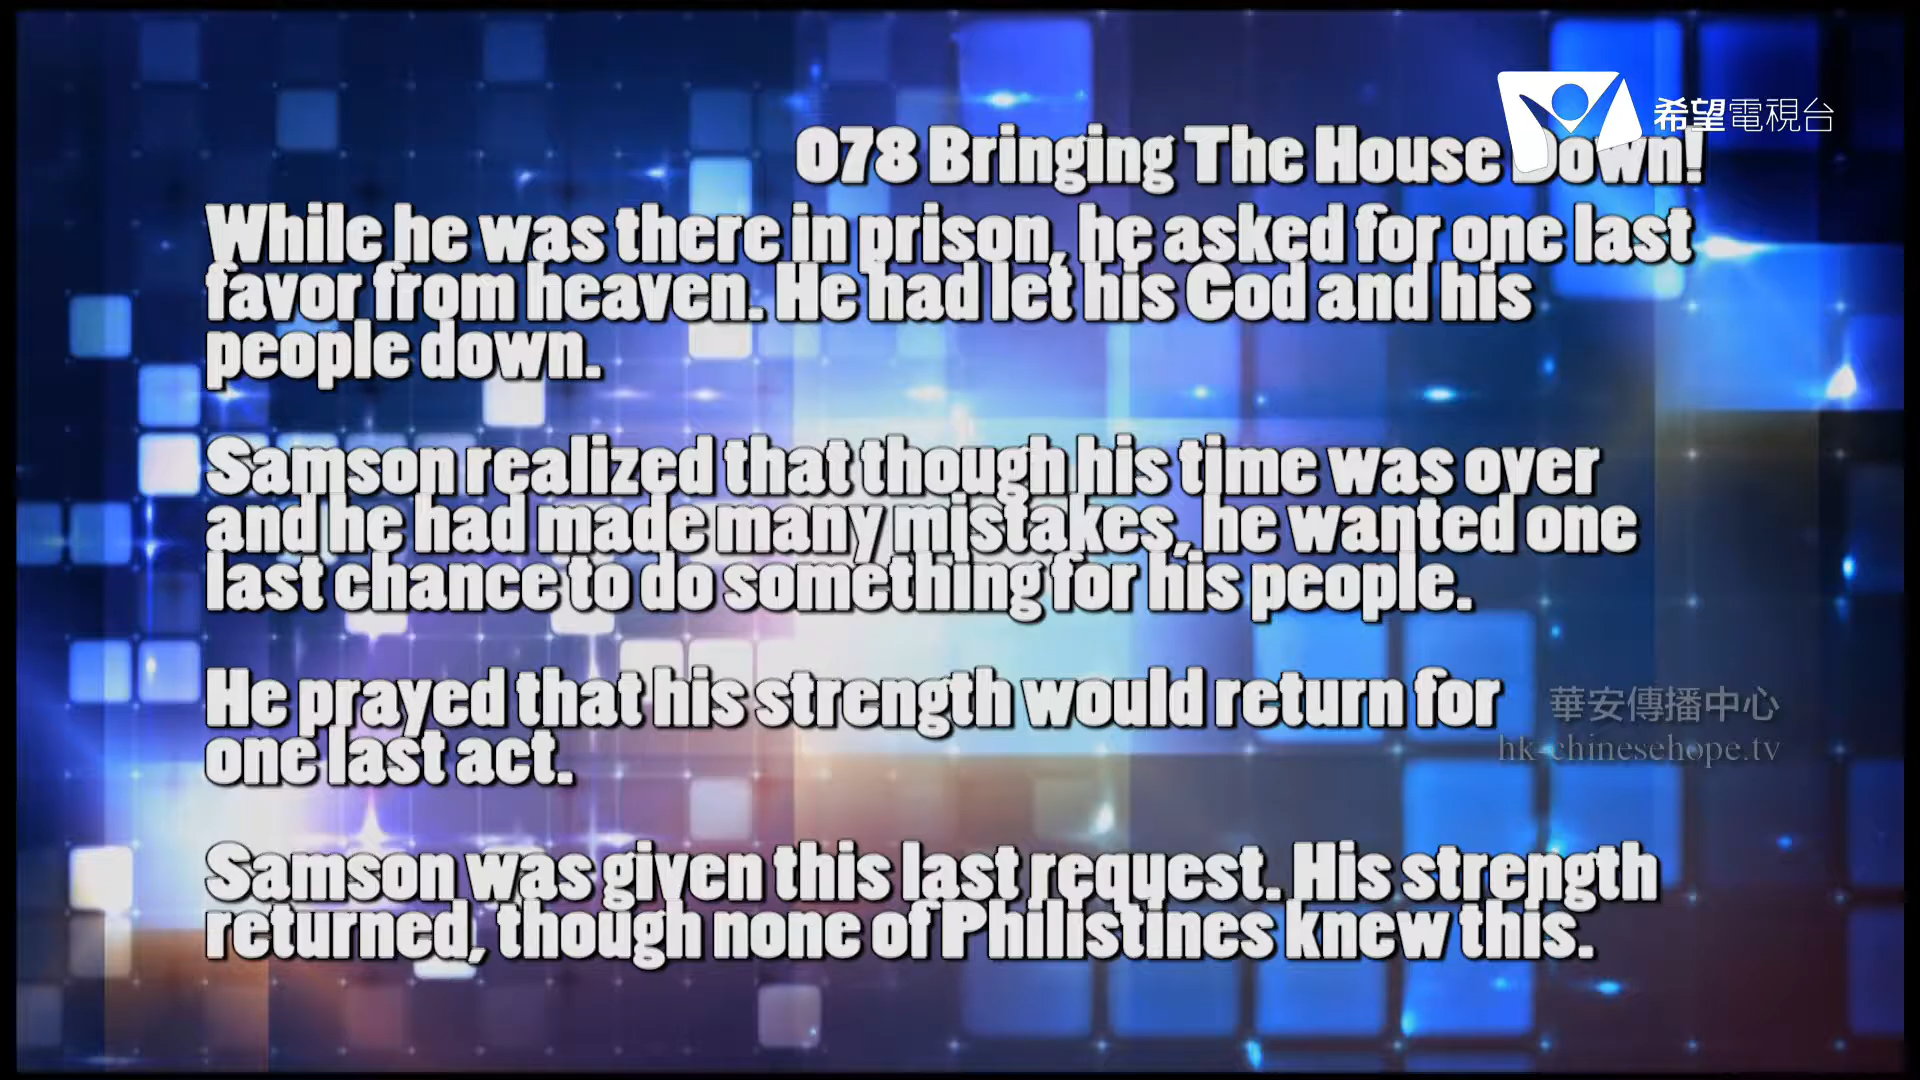 希望電視台
078 Bringing The House Down!
While he was there in prison, he asked for one last
favor from heaven. He had let his God and his
people down.
Samson realized that though his time was over
and he had made many mistakes, he wanted one
last chance to do something for his people.
He prayed that his strength would return for
one last act.
華安傳播中心
hk-chinesehope.tv
Samson was given this last request. His strength
returned, though none of Philistines knew this.